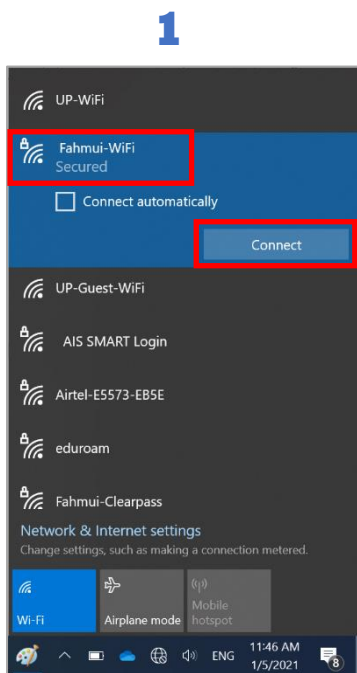 1
UP-WiFi
Fahmui-WiFi
Secured
Connect automatically
Connect
UP-Guest-WiFi
AIS SMART Login
Airtel-E5573-EB5E
eduroam
Fahmui-Clearpass
Network & Internet settings
Change settings, such as making a connection metered.
Wi-Fi
Airplane mode
Mobile
hotspot
ENG
11:46 AM
1/5/2021
8